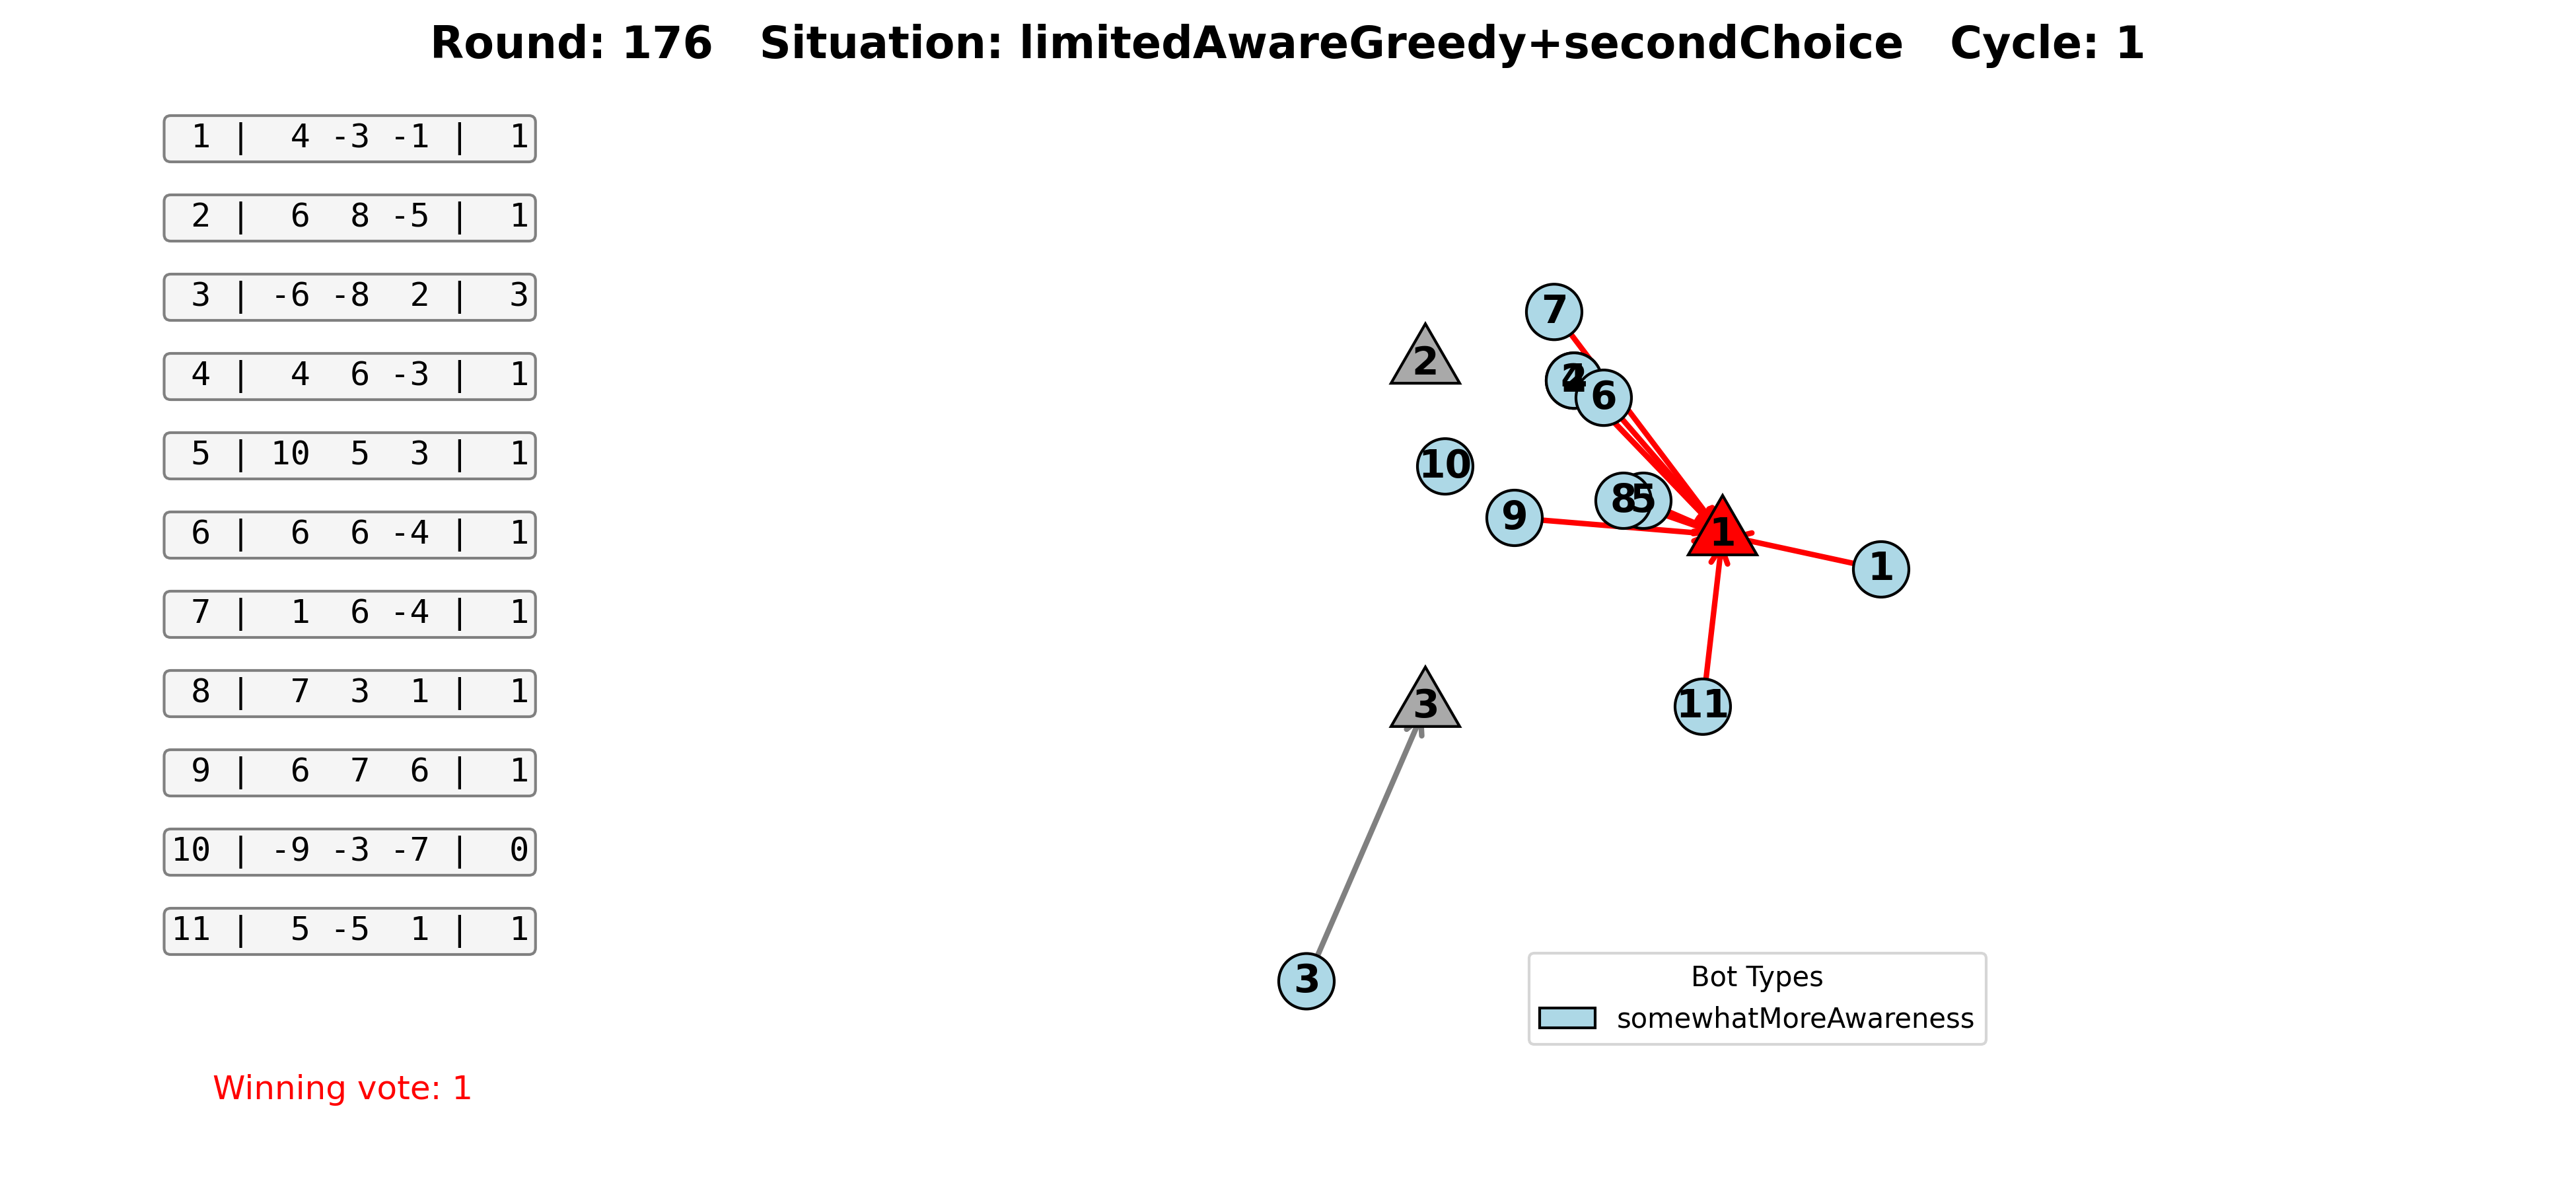 Round: 176   Situation: limitedAwareGreedy+secondChoice   Cycle: 1
1 |  4 -3 -1 |  1
2 |  6  8 -5 |  1
3 | -6 -8  2 |  3
4 |  4  6 -3 |  1
5 | 10  5  3 |  1
6 |  6  6 -4 |  1
7 |  1  6 -4 |  1
8 |  7  3  1 |  1
9 |  6  7  6 |  1
10 | -9 -3 -7 |  0
11 |  5 -5  1 |  1
Winning vote: 1
7
2
6
10
8
5
9
1
1
3
11
3
Bot Types
somewhatMoreAwareness